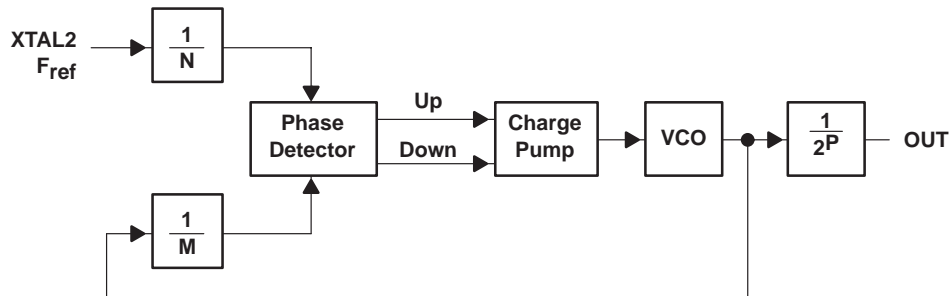 XTAL2
Fref
1
N
Phase
Detector
Up
Down
Charge
Pump
VCO
1
2P
OUT
1
M